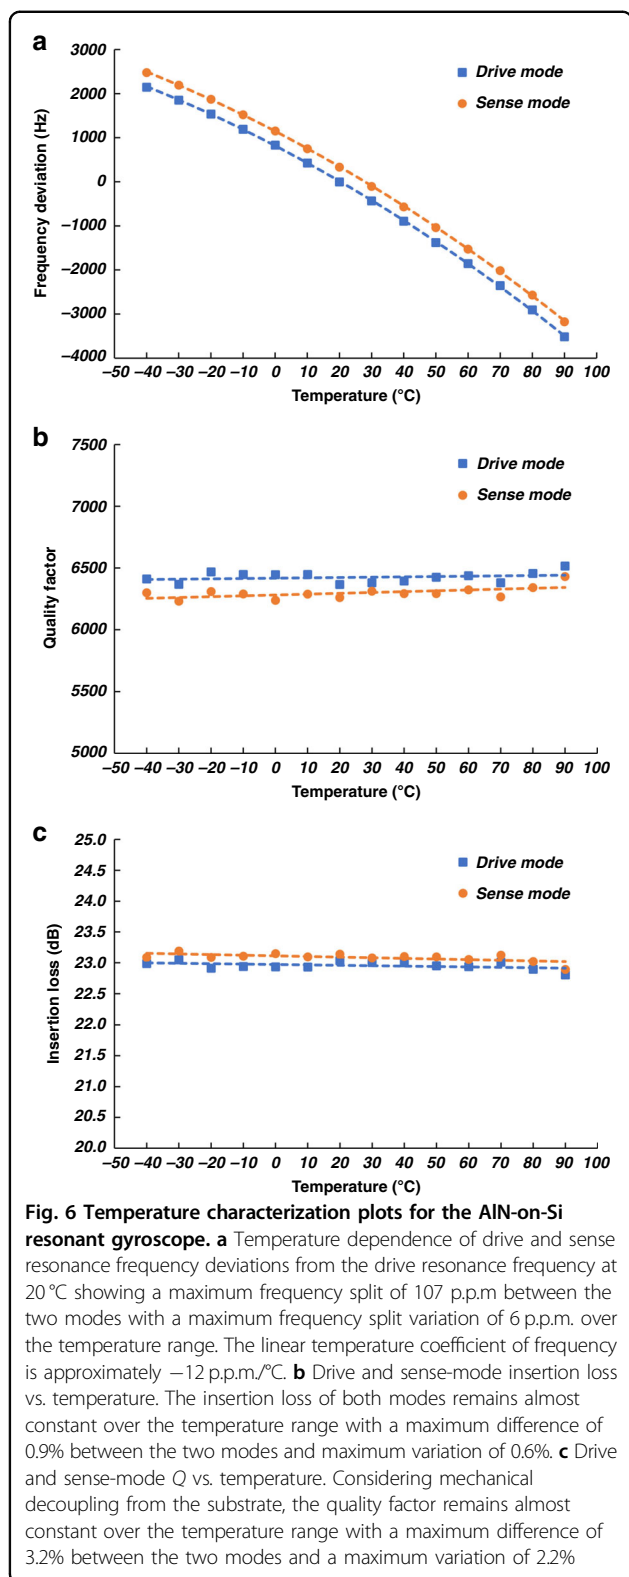 a
3000
2000
1000
0
−1000
−2000
−3000
−4000
Frequency deviation (Hz)
Drive mode
Sense mode
−50 −40 −30 −20 −10 0 10 20 30 40 50 60 70 80 90 100
Temperature (°C)
b
7500
7000
6500
6000
5500
5000
Quality factor
Drive mode
Sense mode
−50 −40 −30 −20 −10 0 10 20 30 40 50 60 70 80 90 100
Temperature (°C)
c
25.0
24.5
24.0
23.5
23.0
22.5
22.0
21.5
21.0
20.5
20.0
Insertion loss (dB)
Drive mode
Sense mode
−50 −40 −30 −20 −10 0 10 20 30 40 50 60 70 80 90 100
Temperature (°C)
Fig. 6 Temperature characterization plots for the AlN-on-Si
resonant gyroscope. a Temperature dependence of drive and sense
resonance frequency deviations from the drive resonance frequency at
20 °C showing a maximum frequency split of 107 p.p.m between the
two modes with a maximum frequency split variation of 6 p.p.m. over
the temperature range. The linear temperature coefficient of frequency
is approximately −12 p.p.m./°C. b Drive and sense-mode insertion loss
vs. temperature. The insertion loss of both modes remains almost
constant over the temperature range with a maximum difference of
0.9% between the two modes and maximum variation of 0.6%. c Drive
and sense-mode Q vs. temperature. Considering mechanical
decoupling from the substrate, the quality factor remains almost
constant over the temperature range with a maximum difference of
3.2% between the two modes and a maximum variation of 2.2%